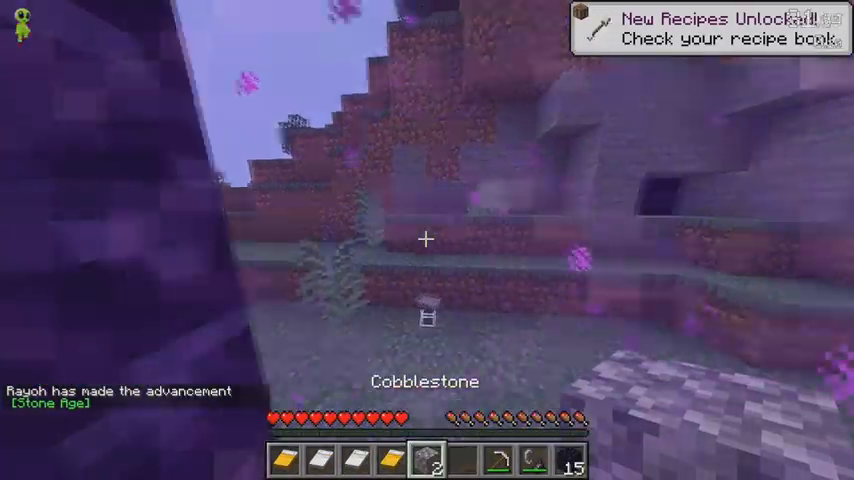 New Recipes Unlocked!
Check your recipe book
Cobblestone
Rayoh has made the advancement
[Stone Age]
2
15